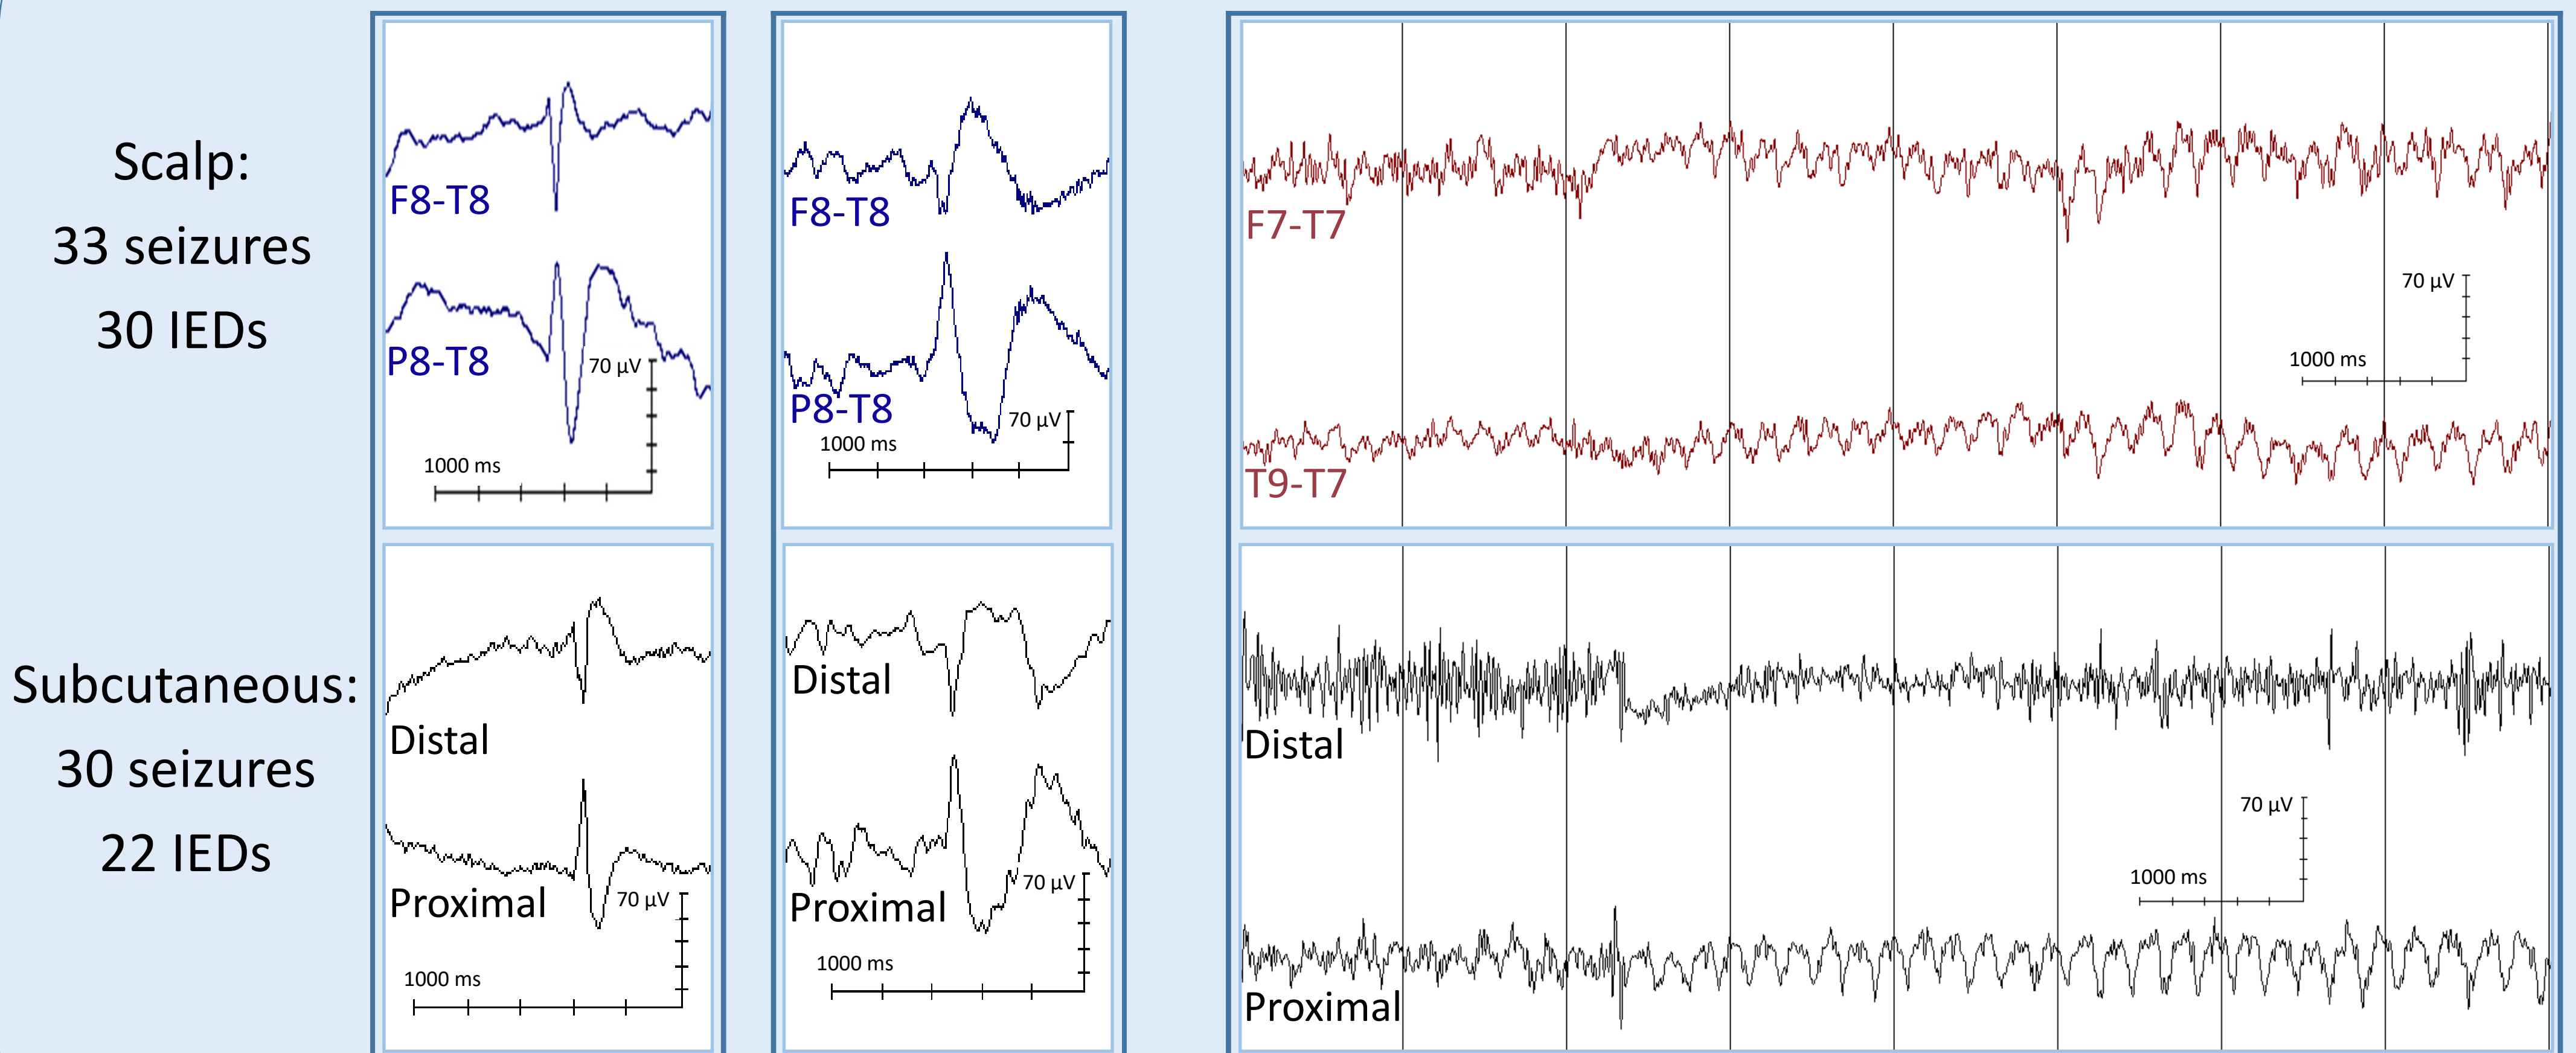 Scalp:
33 seizures
30 IEDs
F8-T8
P8-T8
70 µV
1000 ms
F8-T8
P8-T8
70 µV
1000 ms
F7-T7
70 µV
1000 ms
T9-T7
Subcutaneous:
30 seizures
22 IEDs
Distal
Proximal
70 µV
1000 ms
Distal
Proximal
70 µV
1000 ms
Distal
70 µV
1000 ms
Proximal